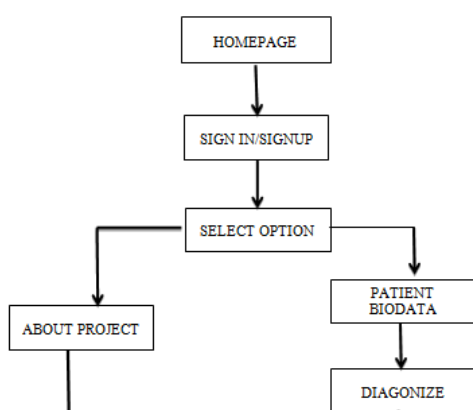 HOMEPAGE
SIGN IN/SIGNUP
SELECT OPTION
PATIENT
BIODATA
ABOUT PROJECT
DIAGONIZE